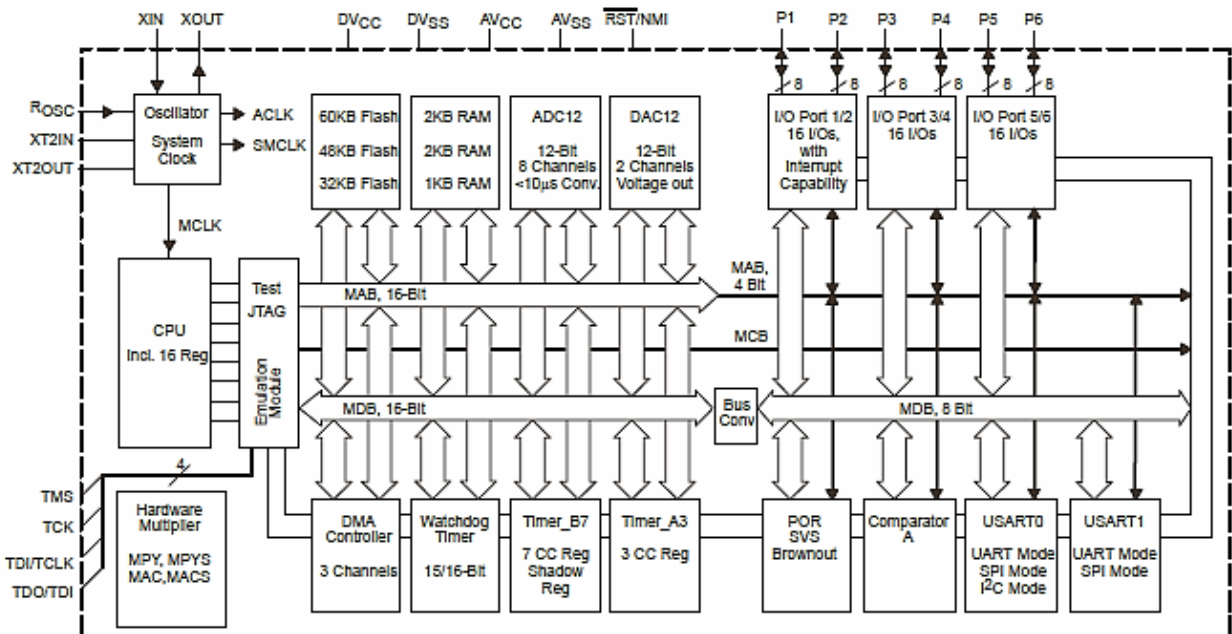 XIN XOUT DVCC DVSS AVCC AVSS RST/NMI P1 P2 P3 P4 P5 P6
8 8 8 8 8 8
ROSC
XT2IN
XT2OUT
Oscillator
System
Clock
ACLK
SMCLK
MCLK
60KB Flash
48KB Flash
32KB Flash
2KB RAM
2KB RAM
1KB RAM
ADC12
12-Bit
8 Channels
<10µs Conv.
DAC12
12-Bit
2 Channels
Voltage out
I/O Port 1/2
16 I/Os,
with
Interrupt
Capability
I/O Port 3/4
16 I/Os
I/O Port 5/6
16 I/Os
CPU
Incl. 16 Reg
Test
JTAG
Emulation
Module
MAB, 16-Bit
MAB,
4 Bit
MCB
MDB, 16-Bit
Bus
Conv
MDB, 8 Bit
4
TMS
TCK
TDI/TCLK
TDO/TDI
Hardware
Multiplier
MPY, MPYS
MAC,MACS
DMA
Controller
3 Channels
Watchdog
Timer
15/16-Bit
Timer_B7
7 CC Reg
Shadow
Reg
Timer_A3
3 CC Reg
POR
SVS
Brownout
Comparator
A
USART0
UART Mode
SPI Mode
I²C Mode
USART1
UART Mode
SPI Mode